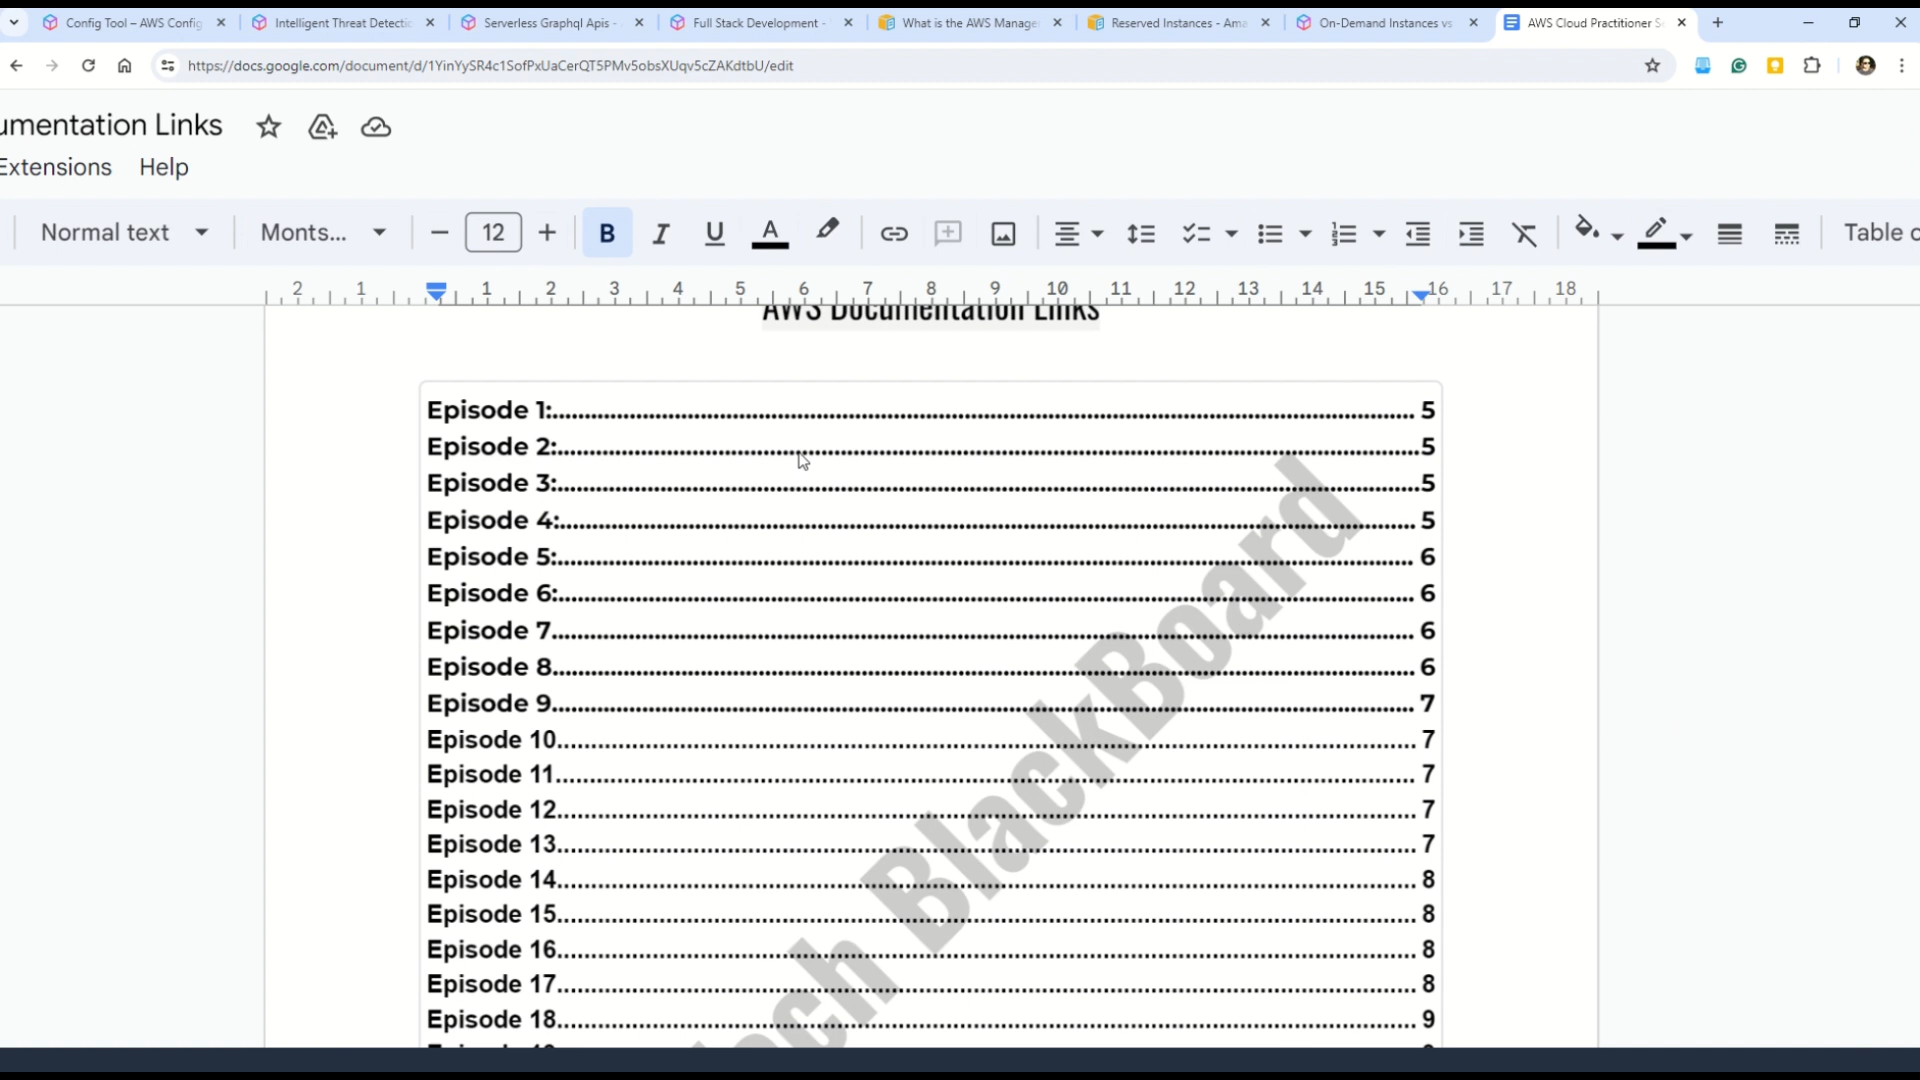 Config Tool – AWS Config
Intelligent Threat Detectic
Serverless Graphql Apis -
Full Stack Development -
What is the AWS Manage
Reserved Instances - Ama
On-Demand Instances vs
AWS Cloud Practitioner S
https://docs.google.com/document/d/1YinYySR4c1SofPxUaCerQT5PMv5obsXUqv5cZAKdtbU/edit
umentation Links
Extensions Help
Normal text Monts... 12 B I U A Table o
2 1 1 2 3 4 5 6 7 8 9 10 11 12 13 14 15 16 17 18
AWS Documentation Links
Episode 1:........ 5
Episode 2:........ 5
Episode 3:........ 5
Episode 4:........ 5
Episode 5:........ 6
Episode 6:........ 6
Episode 7........ 6
Episode 8........ 6
Episode 9........ 7
Episode 10........ 7
Episode 11........ 7
Episode 12........ 7
Episode 13........ 7
Episode 14........ 8
Episode 15........ 8
Episode 16........ 8
Episode 17........ 8
Episode 18........ 9
ech BlackBoard